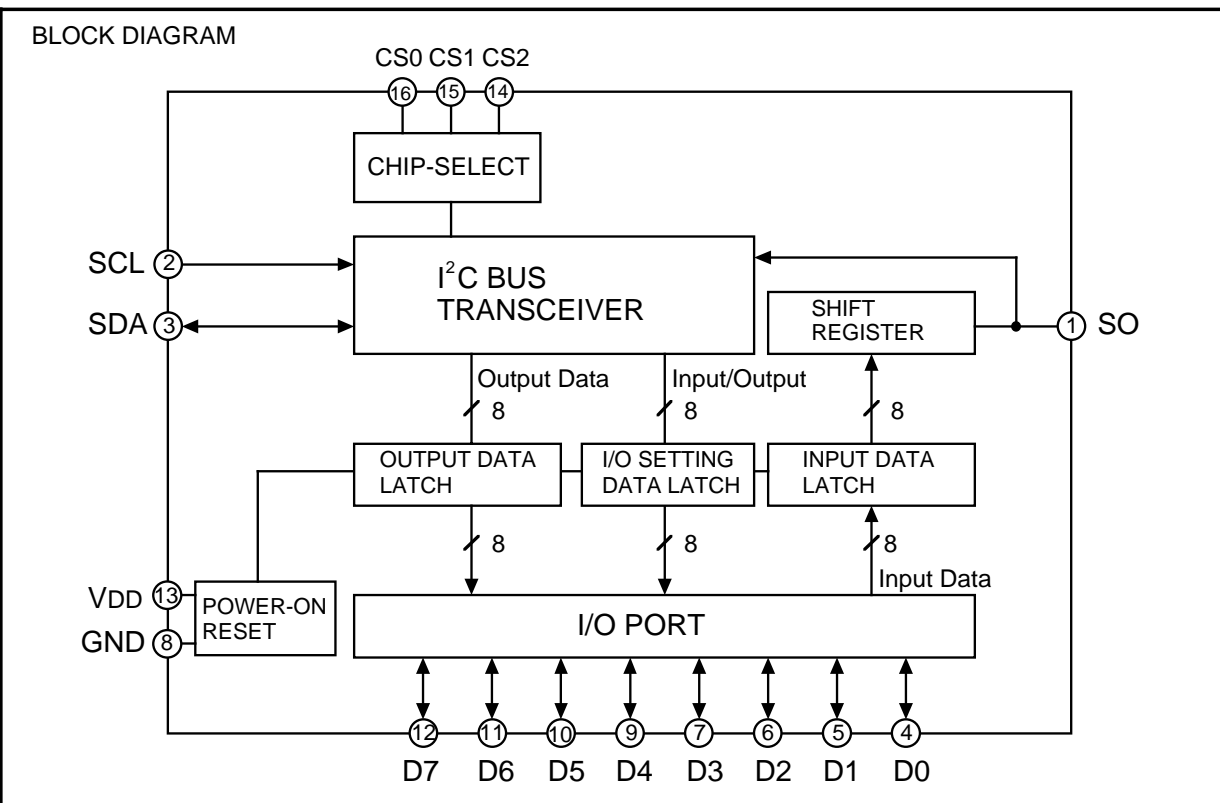 BLOCK DIAGRAM
CS0 CS1 CS2
16 15 14
CHIP-SELECT
SCL 2
I²C BUS
TRANSCEIVER
SDA 3
SHIFT
REGISTER
1 SO
Output Data
Input/Output
8 8 8
OUTPUT DATA
LATCH
I/O SETTING
DATA LATCH
INPUT DATA
LATCH
8 8 8
Input Data
VDD 13
GND 8
POWER-ON
RESET
I/O PORT
12 11 10 9 7 6 5 4
D7 D6 D5 D4 D3 D2 D1 D0